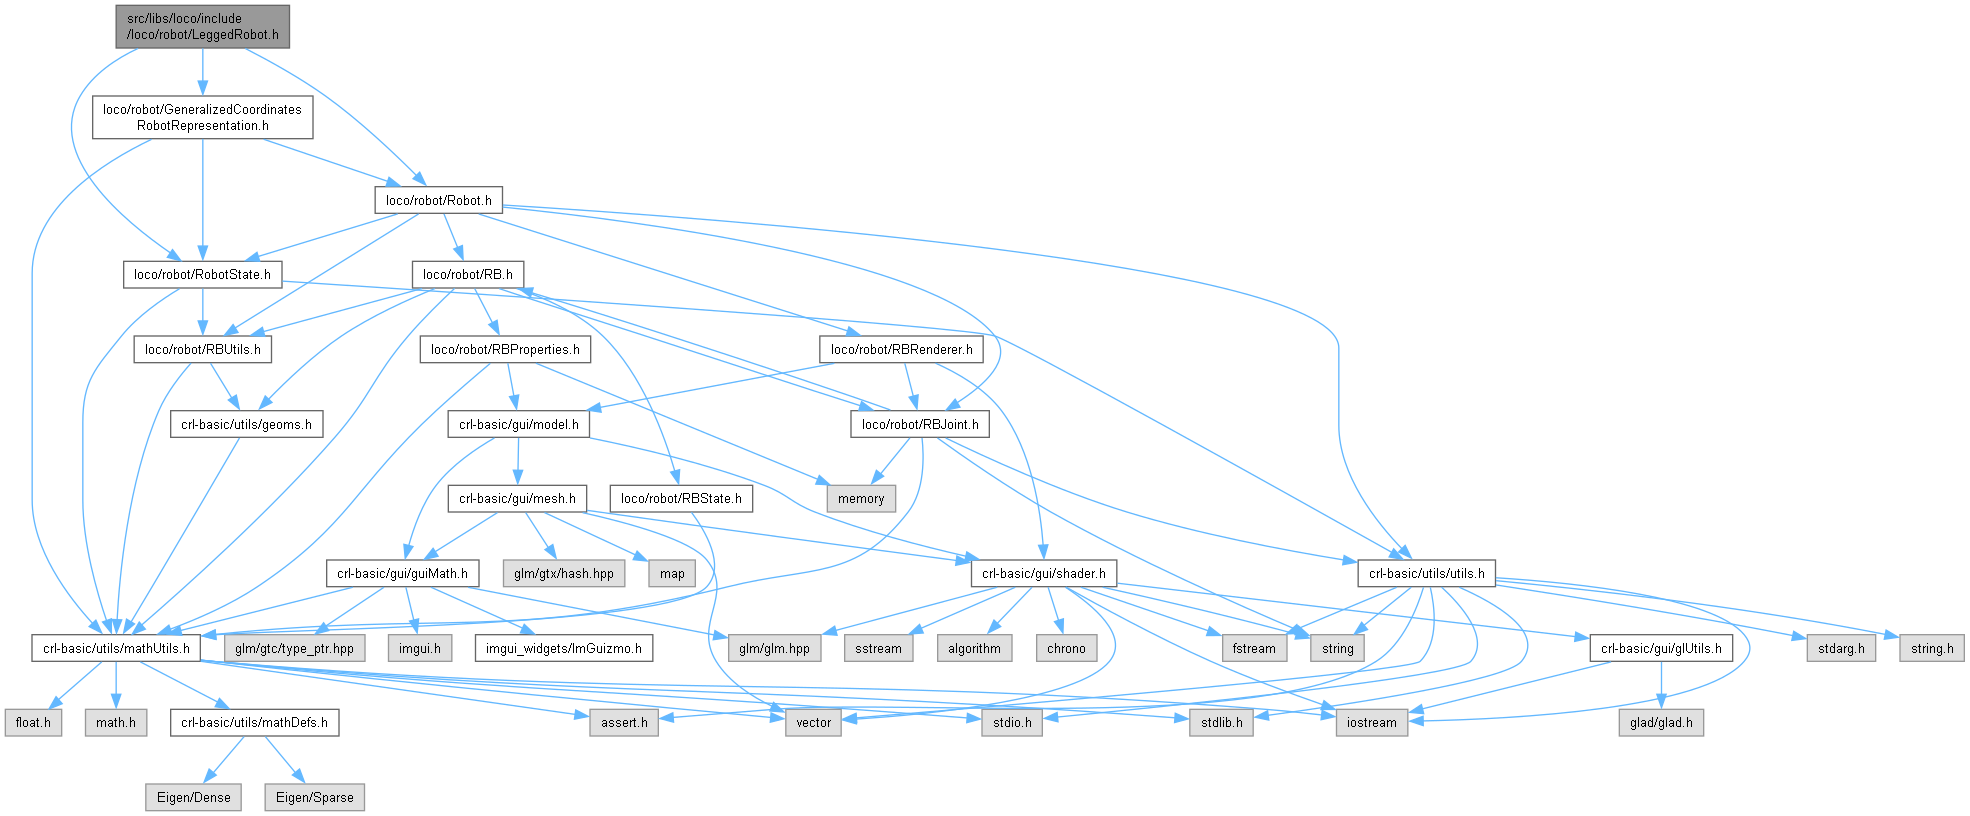 src/libs/loco/include
/loco/robot/LeggedRobot.h
loco/robot/GeneralizedCoordinates
RobotRepresentation.h
loco/robot/Robot.h
loco/robot/RobotState.h
loco/robot/RB.h
loco/robot/RBUtils.h
loco/robot/RBProperties.h
loco/robot/RBRenderer.h
crl-basic/utils/geoms.h
crl-basic/gui/model.h
loco/robot/RBJoint.h
crl-basic/gui/mesh.h
loco/robot/RBState.h
memory
crl-basic/gui/guiMath.h
glm/gtx/hash.hpp
map
crl-basic/gui/shader.h
crl-basic/utils/utils.h
crl-basic/utils/mathUtils.h
glm/gtc/type_ptr.hpp
imgui.h
imgui_widgets/ImGuizmo.h
glm/glm.hpp
sstream
algorithm
chrono
fstream
string
crl-basic/gui/glUtils.h
stdarg.h
string.h
float.h
math.h
crl-basic/utils/mathDefs.h
assert.h
vector
stdio.h
stdlib.h
iostream
glad/glad.h
Eigen/Dense
Eigen/Sparse